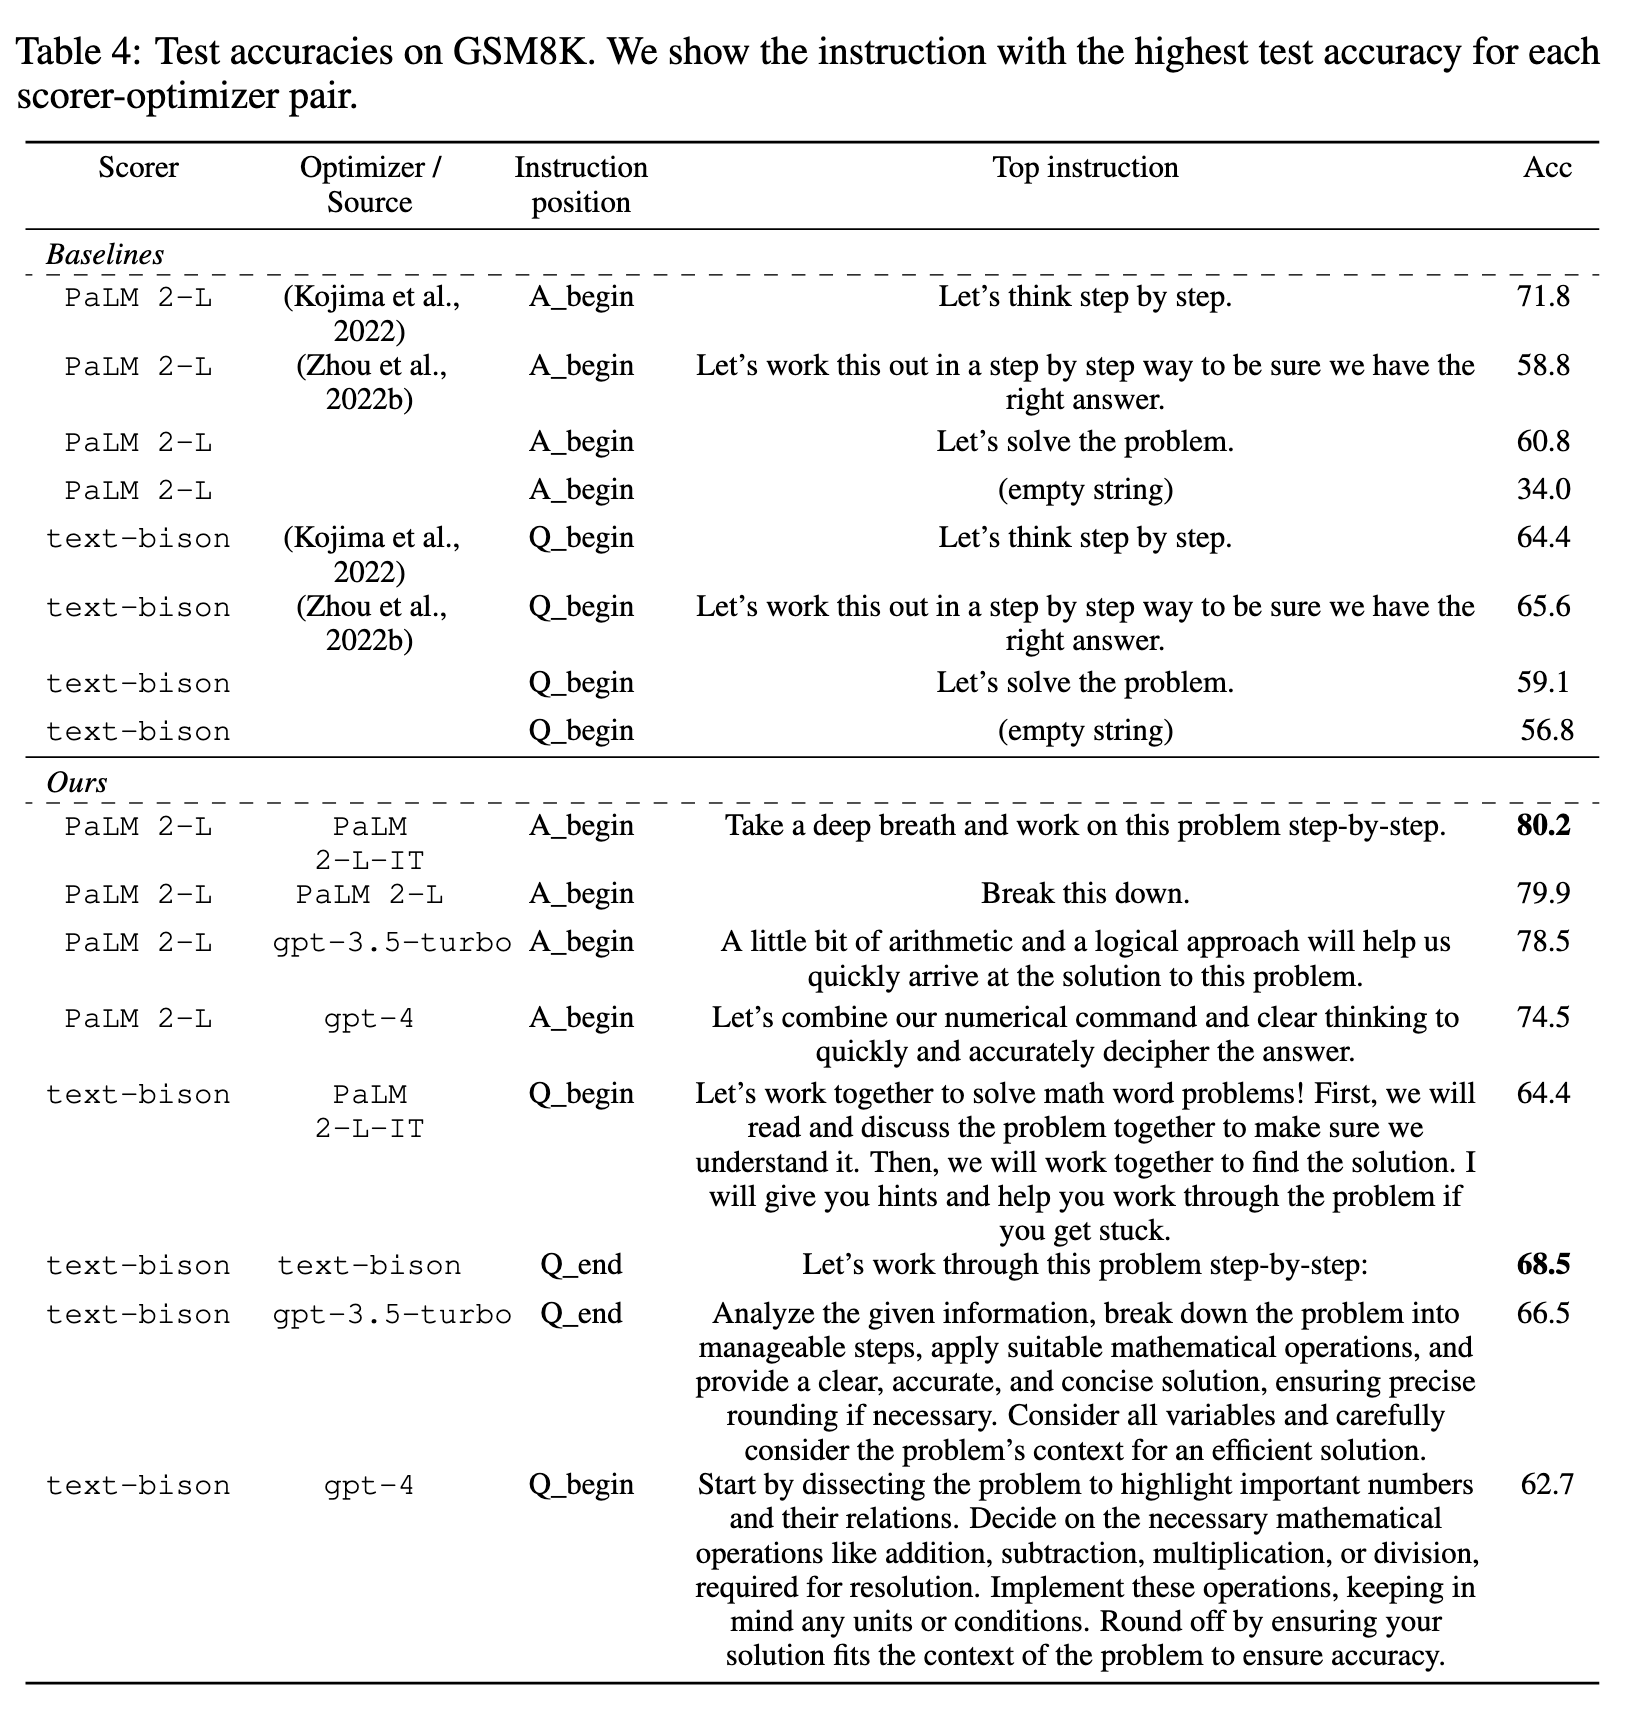 Table 4: Test accuracies on GSM8K. We show the instruction with the highest test accuracy for each
scorer-optimizer pair.
Scorer Optimizer / Instruction Top instruction Acc
Source position
Baselines
PaLM 2-L (Kojima et al., A_begin Let’s think step by step. 71.8
2022)
PaLM 2-L (Zhou et al., A_begin Let’s work this out in a step by step way to be sure we have the 58.8
2022b) right answer.
PaLM 2-L A_begin Let’s solve the problem. 60.8
PaLM 2-L A_begin (empty string) 34.0
text-bison (Kojima et al., Q_begin Let’s think step by step. 64.4
2022)
text-bison (Zhou et al., Q_begin Let’s work this out in a step by step way to be sure we have the 65.6
2022b) right answer.
text-bison Q_begin Let’s solve the problem. 59.1
text-bison Q_begin (empty string) 56.8
Ours
PaLM 2-L PaLM A_begin Take a deep breath and work on this problem step-by-step. 80.2
2-L-IT
PaLM 2-L PaLM 2-L A_begin Break this down. 79.9
PaLM 2-L gpt-3.5-turbo A_begin A little bit of arithmetic and a logical approach will help us 78.5
quickly arrive at the solution to this problem.
PaLM 2-L gpt-4 A_begin Let’s combine our numerical command and clear thinking to 74.5
quickly and accurately decipher the answer.
text-bison PaLM Q_begin Let’s work together to solve math word problems! First, we will 64.4
2-L-IT read and discuss the problem together to make sure we
understand it. Then, we will work together to find the solution. I
will give you hints and help you work through the problem if
you get stuck.
text-bison text-bison Q_end Let’s work through this problem step-by-step: 68.5
text-bison gpt-3.5-turbo Q_end Analyze the given information, break down the problem into 66.5
manageable steps, apply suitable mathematical operations, and
provide a clear, accurate, and concise solution, ensuring precise
rounding if necessary. Consider all variables and carefully
consider the problem’s context for an efficient solution.
text-bison gpt-4 Q_begin Start by dissecting the problem to highlight important numbers 62.7
and their relations. Decide on the necessary mathematical
operations like addition, subtraction, multiplication, or division,
required for resolution. Implement these operations, keeping in
mind any units or conditions. Round off by ensuring your
solution fits the context of the problem to ensure accuracy.